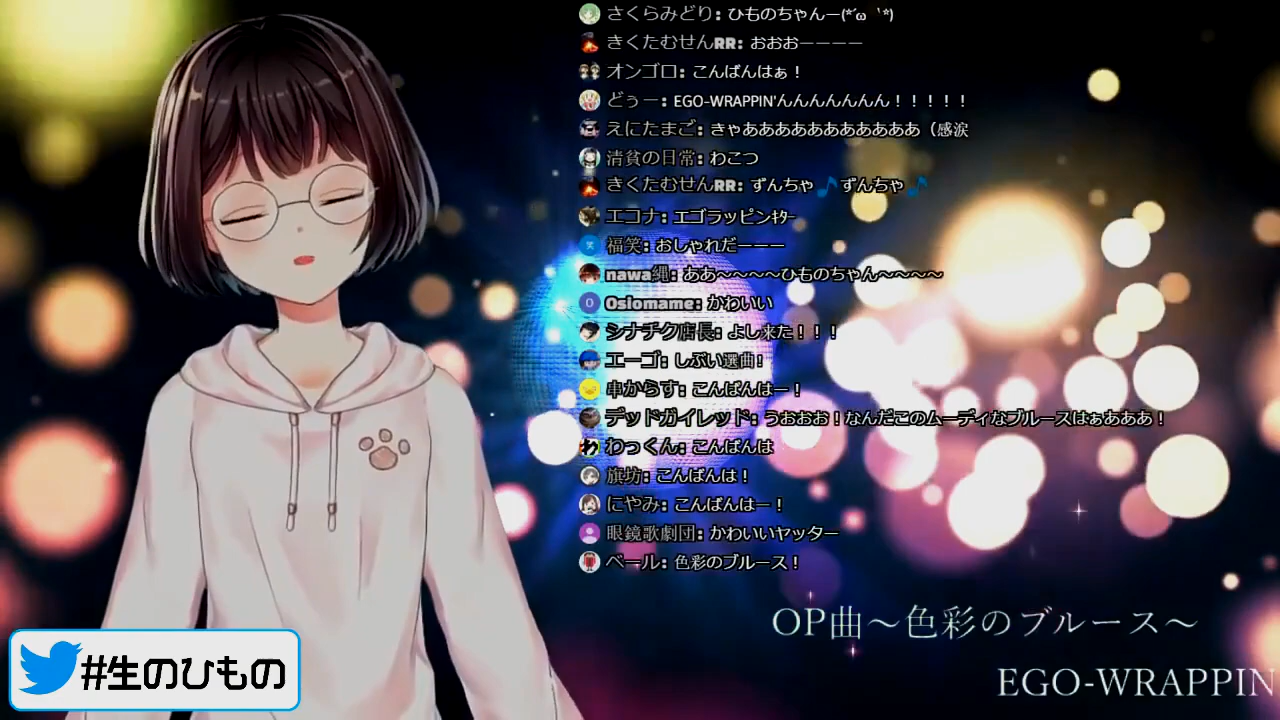 さくらみどり: ひものちゃんー(*´ω｀*)
きくたむせんRR: おおおーーーー
オンゴロ: こんばんはぁ！
どぅー: EGO-WRAPPIN'んんんんんんん！！！！！
えにたまご: きゃあああああああああああ（感涙
清貧の日常: わこつ
きくたむせんRR: ずんちゃ🎵ずんちゃ🎵
エコナ: エゴラッピンｷﾀｰ
笑 福笑: おしゃれだーーー
nawa縄: ああ～～～～ひものちゃん～～～～
O Osiomame: かわいい
シナチク店長: よし来た！！！
エーゴ: しぶい選曲!
串からす: こんばんはー！
デッドガイレッド: うおおお！なんだこのムーディなブルースはぁあああ！
わっくん: こんばんは
旗坊: こんばんは！
にやみ: こんばんはー！
眼鏡歌劇団: かわいいヤッター
ベール: 色彩のブルース！
OP曲～色彩のブルース～
EGO-WRAPPIN
#生のひもの